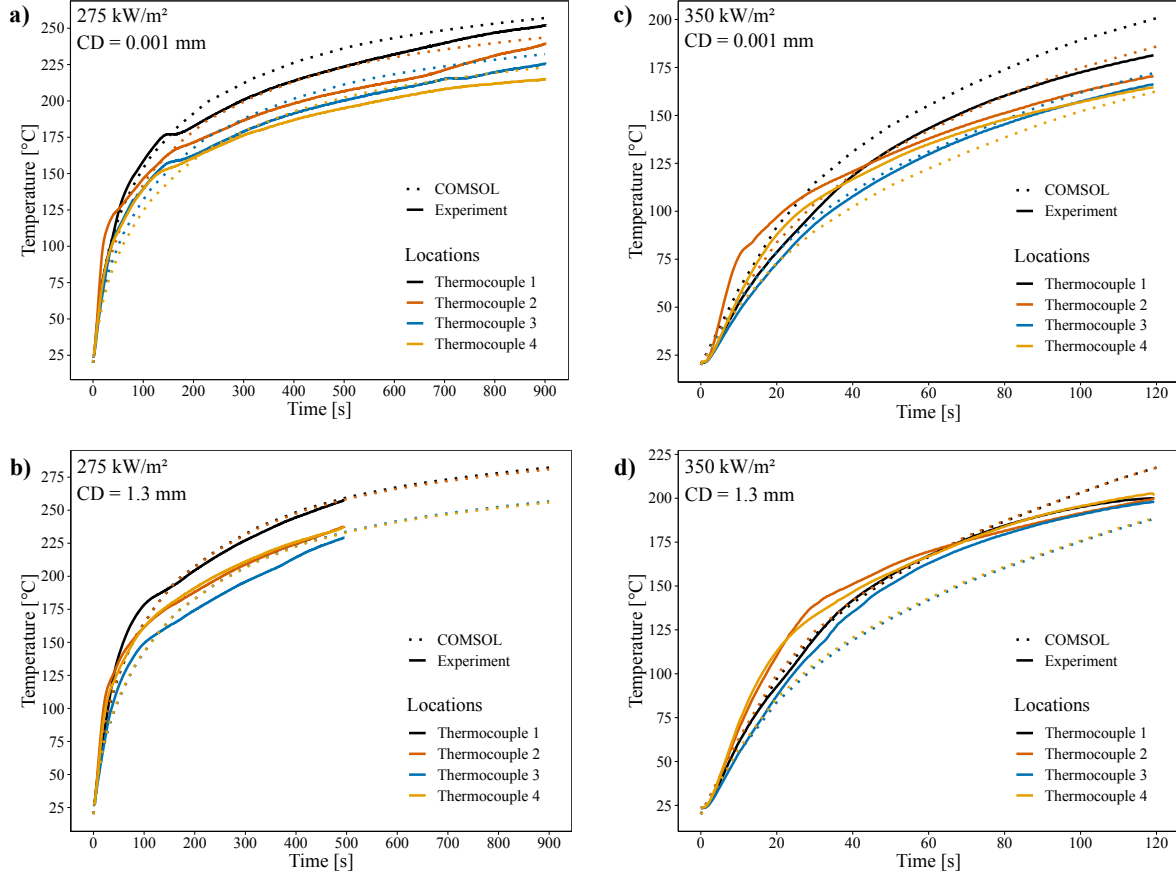 a)
275 kW/m²
CD = 0.001 mm
Temperature [°C]
250
225
200
175
150
125
100
75
50
25
COMSOL
Experiment
Locations
Thermocouple 1
Thermocouple 2
Thermocouple 3
Thermocouple 4
0 100 200 300 400 500 600 700 800 900
Time [s]
c)
350 kW/m²
CD = 0.001 mm
Temperature [°C]
200
175
150
125
100
75
50
25
COMSOL
Experiment
Locations
Thermocouple 1
Thermocouple 2
Thermocouple 3
Thermocouple 4
0 20 40 60 80 100 120
Time [s]
b)
275 kW/m²
CD = 1.3 mm
Temperature [°C]
275
250
225
200
175
150
125
100
75
50
25
COMSOL
Experiment
Locations
Thermocouple 1
Thermocouple 2
Thermocouple 3
Thermocouple 4
0 100 200 300 400 500 600 700 800 900
Time [s]
d)
350 kW/m²
CD = 1.3 mm
Temperature [°C]
225
200
175
150
125
100
75
50
25
COMSOL
Experiment
Locations
Thermocouple 1
Thermocouple 2
Thermocouple 3
Thermocouple 4
0 20 40 60 80 100 120
Time [s]